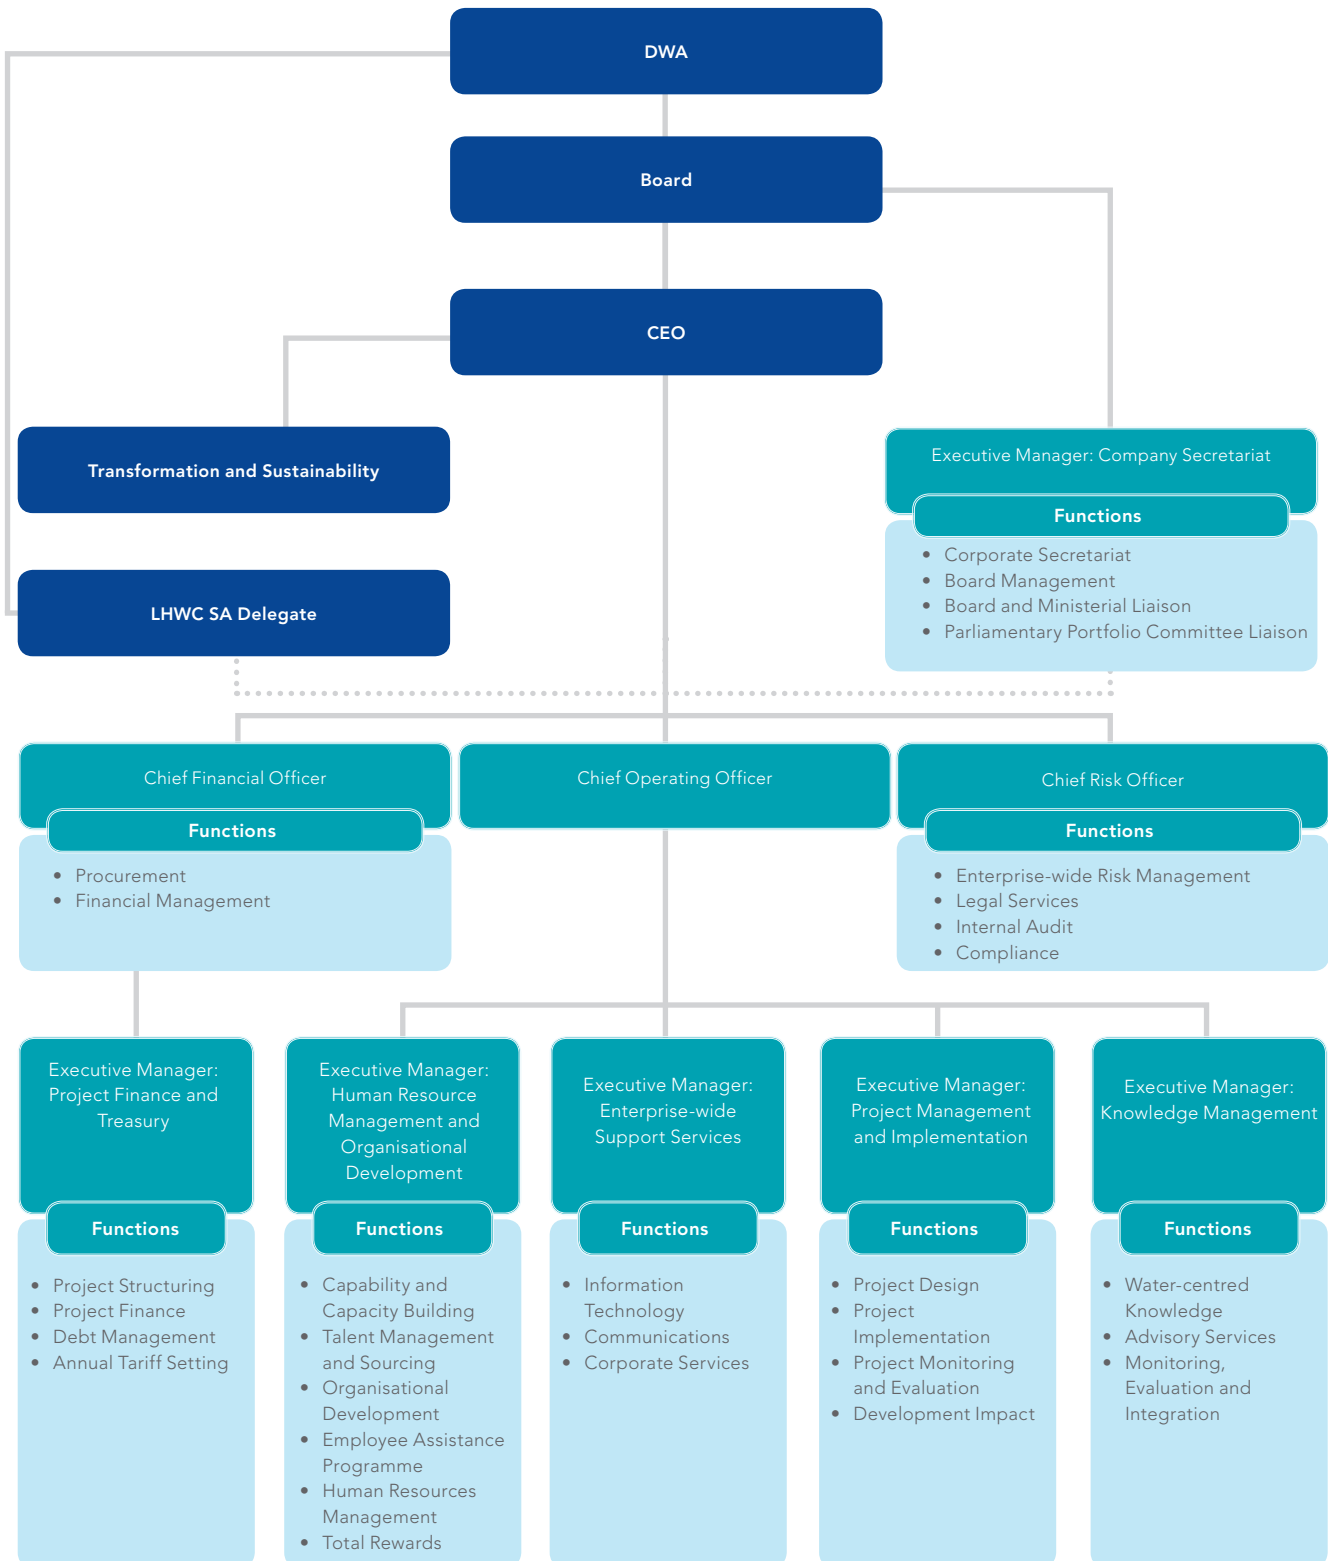 DWA
Board
CEO
Transformation and Sustainability
LHWC SA Delegate
Executive Manager: Company Secretariat
Functions
• Corporate Secretariat
• Board Management
• Board and Ministerial Liaison
• Parliamentary Portfolio Committee Liaison
Chief Financial Officer
Functions
• Procurement
• Financial Management
Chief Operating Officer
Chief Risk Officer
Functions
• Enterprise-wide Risk Management
• Legal Services
• Internal Audit
• Compliance
Executive Manager:
Project Finance and
Treasury
Functions
• Project Structuring
• Project Finance
• Debt Management
• Annual Tariff Setting
Executive Manager:
Human Resource
Management and
Organisational
Development
Functions
• Capability and
Capacity Building
• Talent Management
and Sourcing
• Organisational
Development
• Employee Assistance
Programme
• Human Resources
Management
• Total Rewards
Executive Manager:
Enterprise-wide
Support Services
Functions
• Information
Technology
• Communications
• Corporate Services
Executive Manager:
Project Management
and Implementation
Functions
• Project Design
• Project
Implementation
• Project Monitoring
and Evaluation
• Development Impact
Executive Manager:
Knowledge Management
Functions
• Water-centred
Knowledge
• Advisory Services
• Monitoring,
Evaluation and
Integration